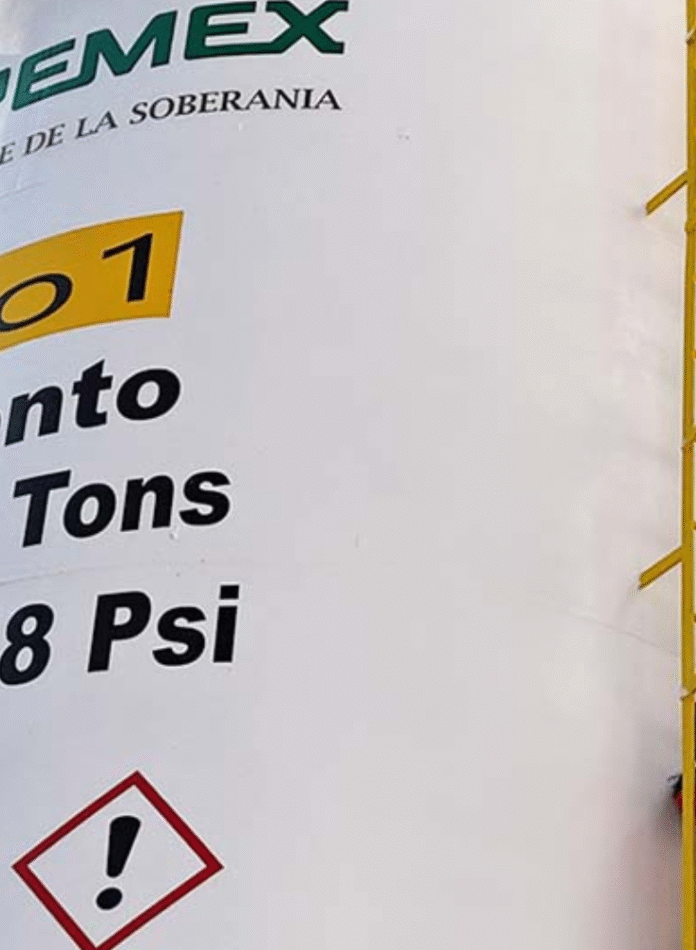 PEMEX
E DE LA SOBERANIA
01
nto
Tons
8 Psi
!